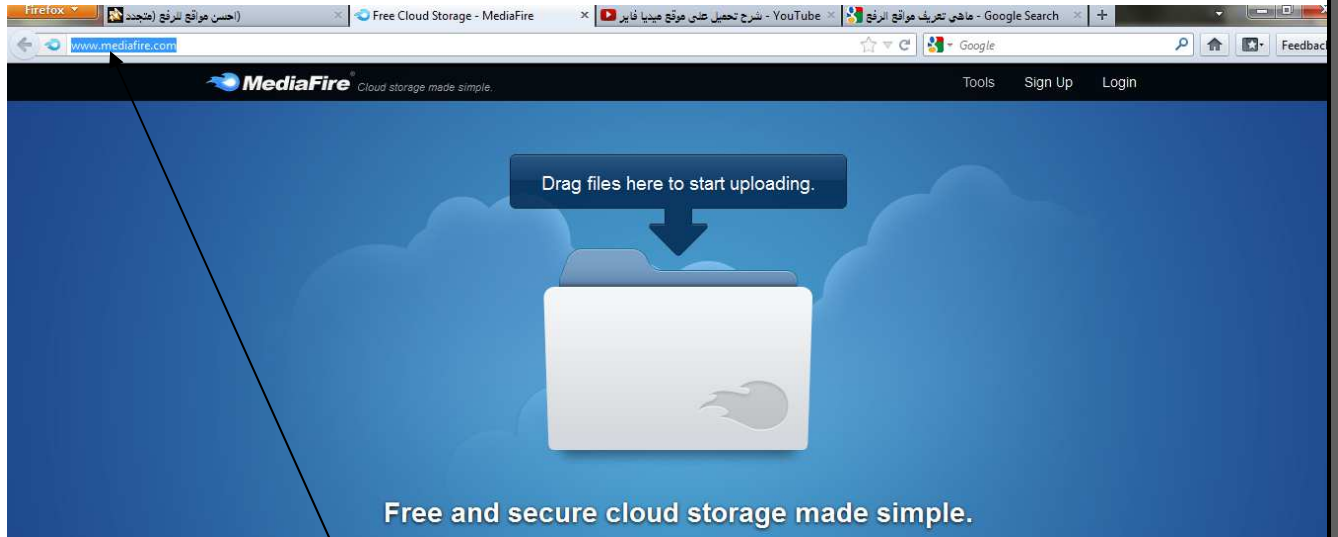 Firefox
(احسن مواقع للرفع (متجدد
Free Cloud Storage - MediaFire
شرح تحميل على موقع ميديا فاير - YouTube
ماهي تعريف مواقع الرفع - Google Search
www.mediafire.com
Google
Feedbac
MediaFire Cloud storage made simple.
Tools Sign Up Login
Drag files here to start uploading.
Free and secure cloud storage made simple.